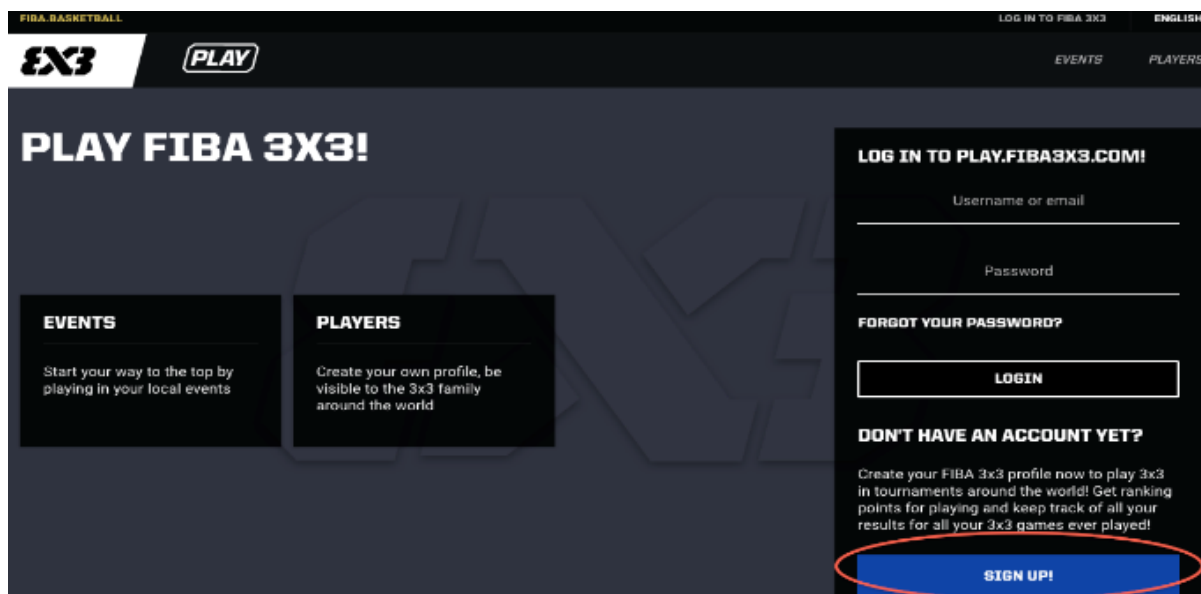 FIBA.BASKETBALL
LOG IN TO FIBA 3X3
ENGLISH
3X3
PLAY
EVENTS
PLAYERS
PLAY FIBA 3X3!
EVENTS
Start your way to the top by
playing in your local events
PLAYERS
Create your own profile, be
visible to the 3x3 family
around the world
LOG IN TO PLAY.FIBA3X3.COM!
Username or email
Password
FORGOT YOUR PASSWORD?
LOGIN
DON'T HAVE AN ACCOUNT YET?
Create your FIBA 3x3 profile now to play 3x3
in tournaments around the world! Get ranking
points for playing and keep track of all your
results for all your 3x3 games ever played!
SIGN UP!